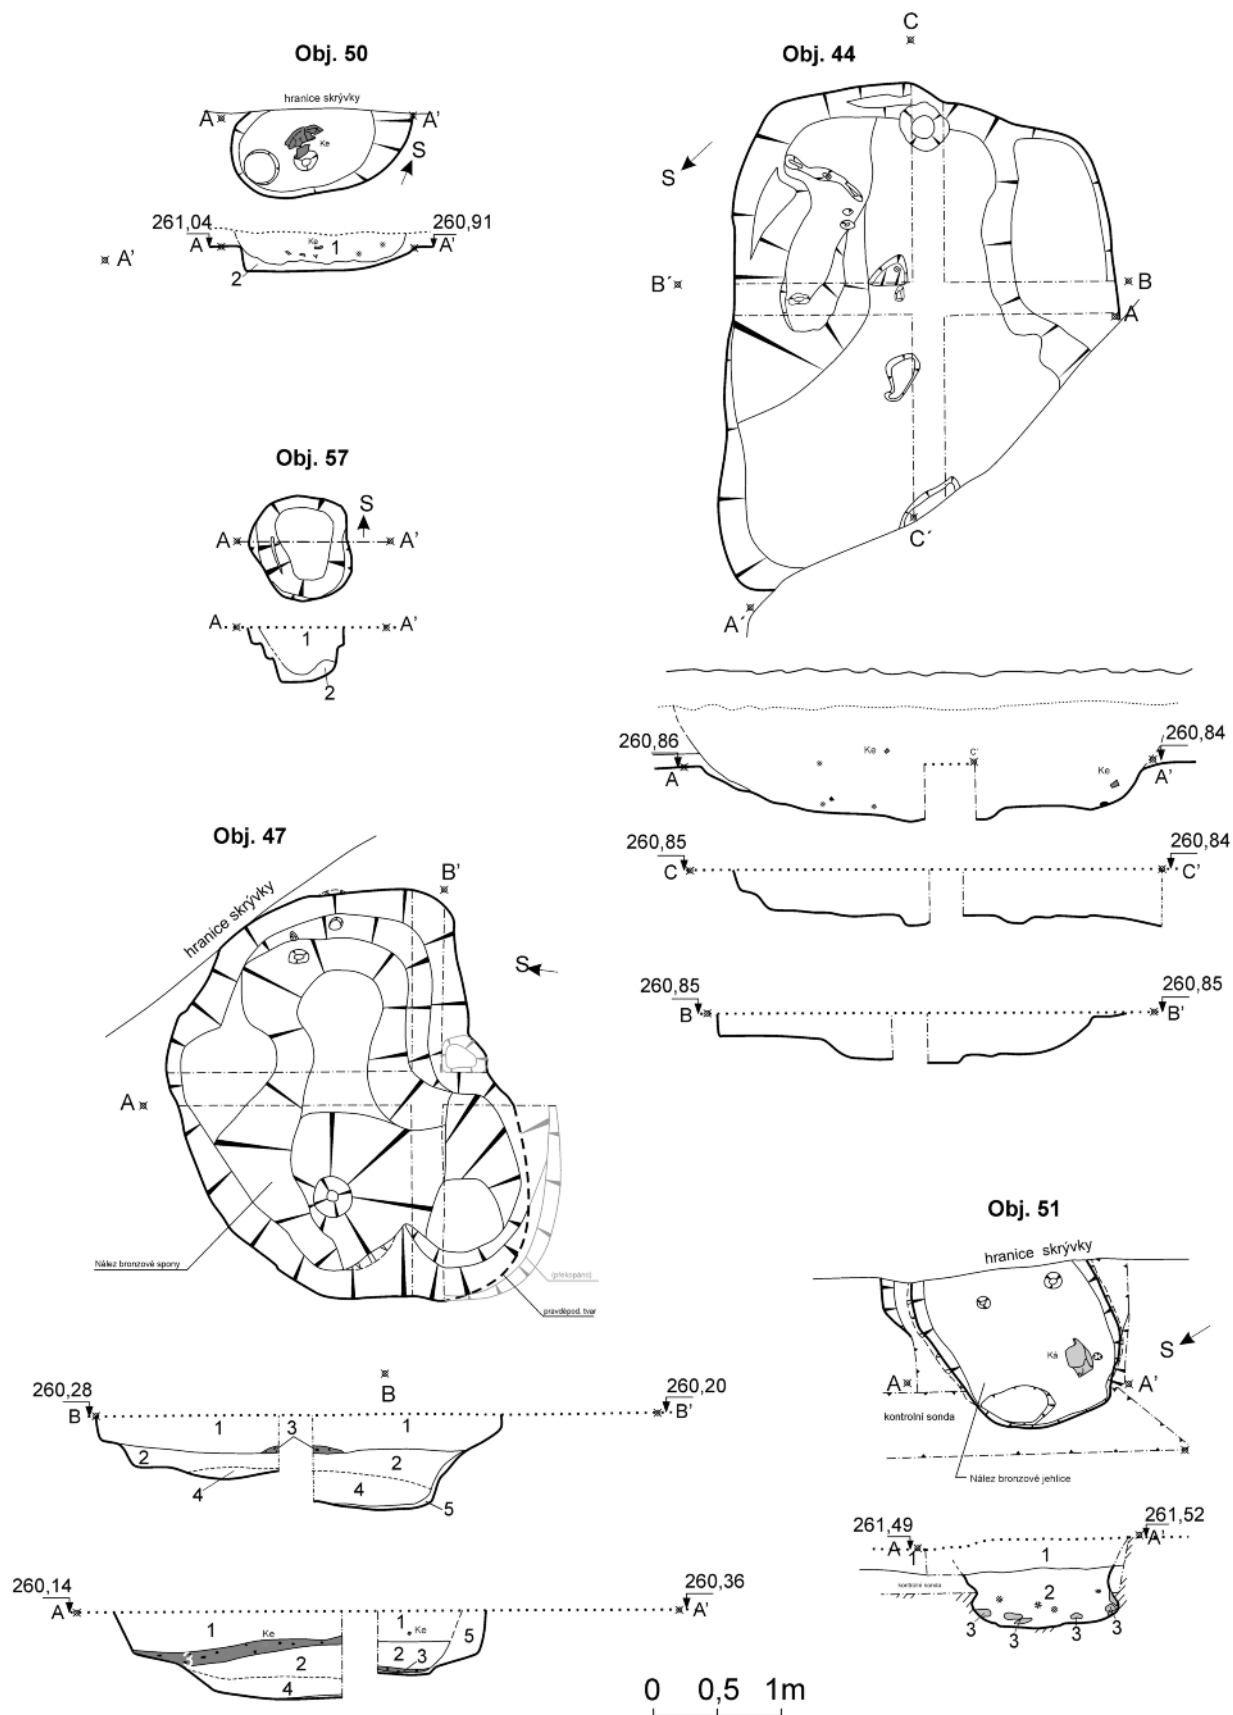 Obj. 50
hranice skrývky
A A'
Ke
S
261,04 260,91
A Ke 1 A'
2
A'
Obj. 44
C
S
B´ B
A
C´
A´
Obj. 57
S
A A'
A A'
1
2
260,86 260,84
A Ke C' Ke A'
260,85 260,84
C C'
260,85 260,85
B B'
Obj. 47
hranice skrývky
B'
S
A
Nález bronzové spony
(překopáno)
pravděpod. tvar
B
260,28 260,20
B B'
1 3 1
2 2
4 4
5
260,14 260,36
A A'
1 Ke 1 Ke 5
2 2 3
4
Obj. 51
hranice skrývky
Ká
S
A A'
kontrolní sonda
Nález bronzové jehlice
261,49 261,52
A 1 1 A'
kontrolní sonda
2
3 3 3 3
0 0,5 1m